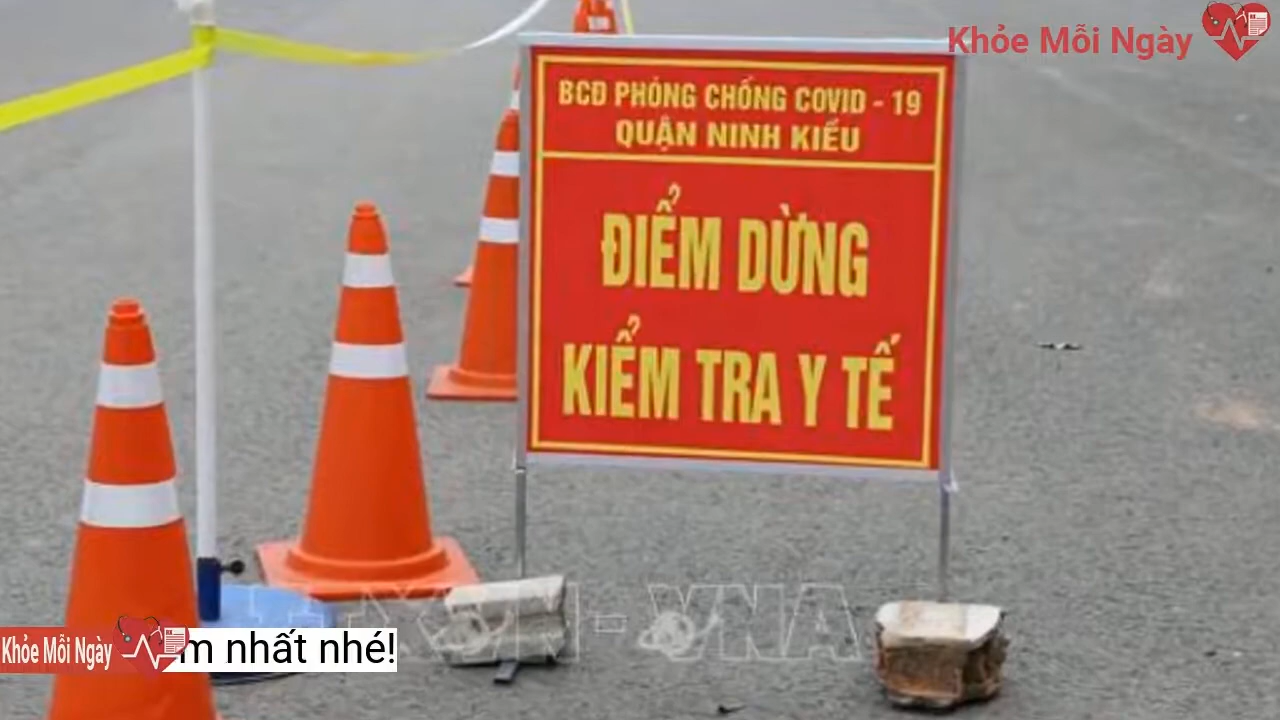 Khỏe Mỗi Ngày
BCĐ PHÒNG CHỐNG COVID - 19
QUẬN NINH KIỀU
ĐIỂM DỪNG
KIỂM TRA Y TẾ
VNA
Khỏe Mỗi Ngày
m nhất nhé!